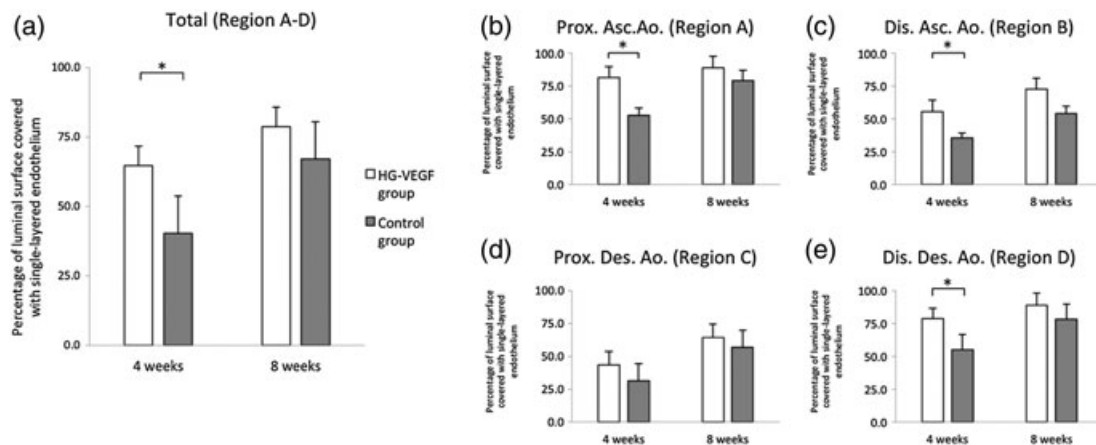 (a)
Total (Region A-D)
Percentage of luminal surface covered
with single-layered endothelium
100.0
75.0
50.0
25.0
0.0
*
4 weeks
8 weeks
HG-VEGF
group
Control
group
(b)
Prox. Asc.Ao. (Region A)
Percentage of luminal surface
covered with single-layered
endothelium
100.0
75.0
50.0
25.0
0.0
*
4 weeks
8 weeks
(c)
Dis. Asc. Ao. (Region B)
Percentage of luminal surface
covered with single-layered
endothelium
100.0
75.0
50.0
25.0
0.0
*
4 weeks
8 weeks
(d)
Prox. Des. Ao. (Region C)
Percentage of luminal surface
covered with single-layered
endothelium
100.0
75.0
50.0
25.0
0.0
4 weeks
8 weeks
(e)
Dis. Des. Ao. (Region D)
Percentage of luminal surface
covered with single-layered
endothelium
100.0
75.0
50.0
25.0
0.0
*
4 weeks
8 weeks